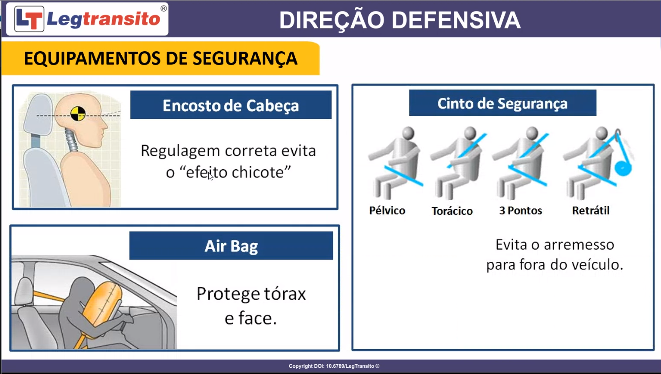 LT Legtransito®
DIREÇÃO DEFENSIVA
EQUIPAMENTOS DE SEGURANÇA
Encosto de Cabeça
Regulagem correta evita
o “efeito chicote”
Air Bag
Protege tórax
e face.
Cinto de Segurança
Pélvico Torácico 3 Pontos Retrátil
Evita o arremesso
para fora do veículo.
Copyright DOI: 10.6789/LegTransito ©